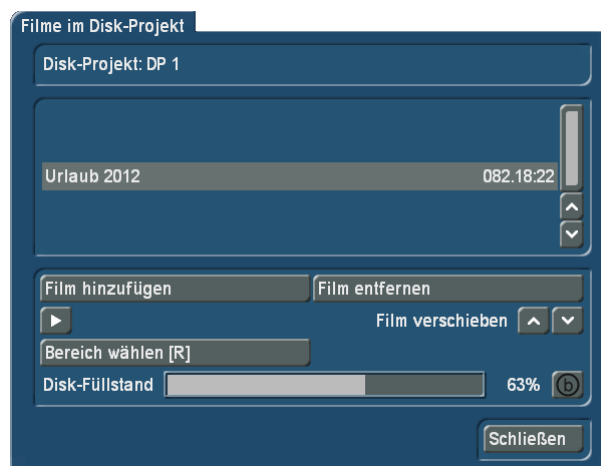 Filme im Disk-Projekt
Disk-Projekt: DP 1
Urlaub 2012 082.18:22
Film hinzufügen Film entfernen
Film verschieben
Bereich wählen [R]
Disk-Füllstand 63% b
Schließen